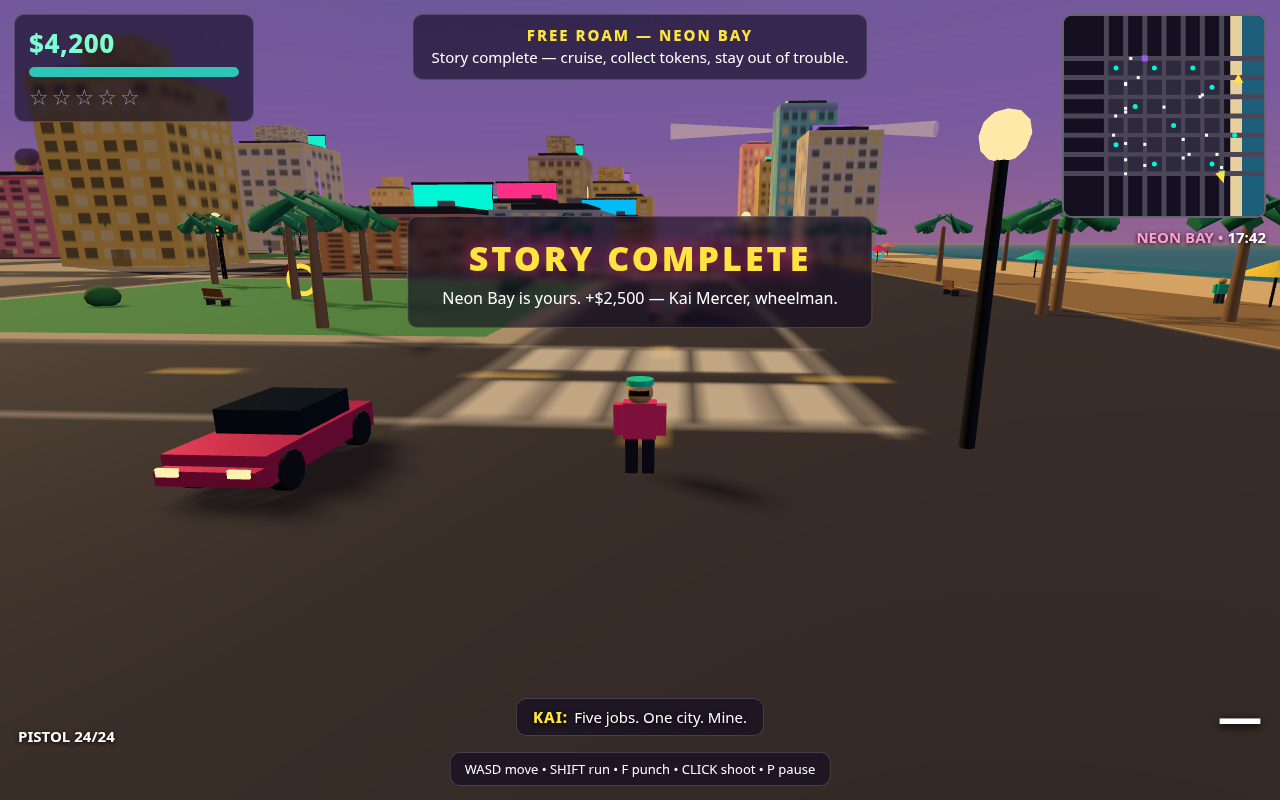 $4,200
☆☆☆☆☆
FREE ROAM — NEON BAY
Story complete — cruise, collect tokens, stay out of trouble.
NEON BAY • 17:42
STORY COMPLETE
Neon Bay is yours. +$2,500 — Kai Mercer, wheelman.
KAI: Five jobs. One city. Mine.
PISTOL 24/24
WASD move • SHIFT run • F punch • CLICK shoot • P pause